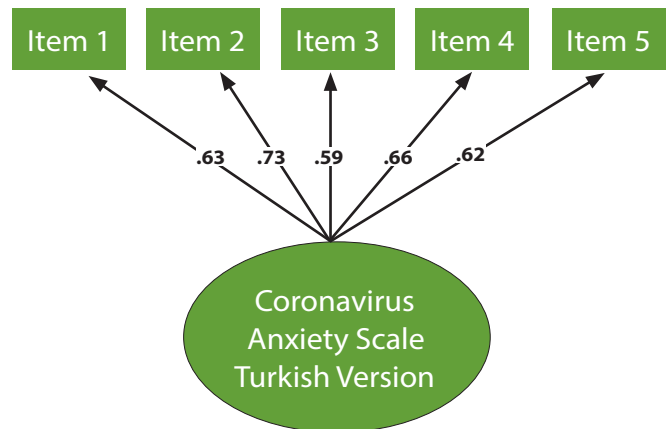 Item 1 Item 2 Item 3 Item 4 Item 5
.63 .73 .59 .66 .62
Coronavirus
Anxiety Scale
Turkish Version